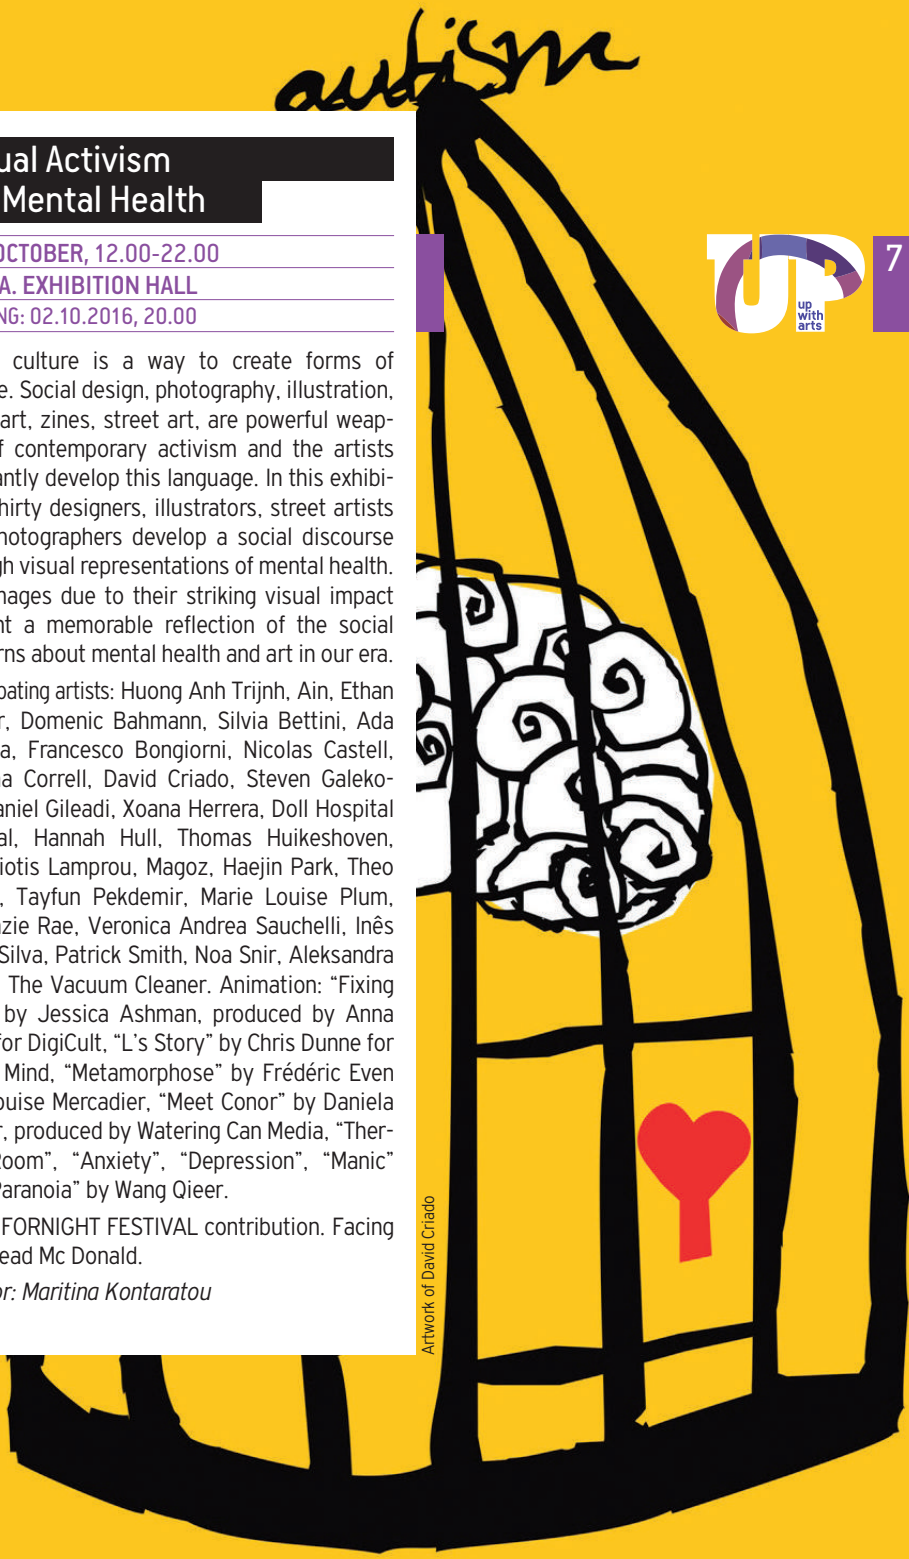 autism
ual Activism
Mental Health
OCTOBER, 12.00-22.00
A. EXHIBITION HALL
NG: 02.10.2016, 20.00
culture is a way to create forms of
e. Social design, photography, illustration,
art, zines, street art, are powerful weap-
f contemporary activism and the artists
antly develop this language. In this exhibi-
hirty designers, illustrators, street artists
hotographers develop a social discourse
gh visual representations of mental health.
mages due to their striking visual impact
nt a memorable reflection of the social
rns about mental health and art in our era.
pating artists: Huong Anh Trijnh, Ain, Ethan
r, Domenic Bahmann, Silvia Bettini, Ada
a, Francesco Bongiorni, Nicolas Castell,
na Correll, David Criado, Steven Galeko-
aniel Gileadi, Xoana Herrera, Doll Hospital
al, Hannah Hull, Thomas Huikeshoven,
iotis Lamprou, Magoz, Haejin Park, Theo
, Tayfun Pekdemir, Marie Louise Plum,
nzie Rae, Veronica Andrea Sauchelli, Inês
Silva, Patrick Smith, Noa Snir, Aleksandra
The Vacuum Cleaner. Animation: “Fixing
by Jessica Ashman, produced by Anna
for DigiCult, “L's Story” by Chris Dunne for
Mind, “Metamorphose” by Frédéric Even
ouise Mercadier, “Meet Conor” by Daniela
r, produced by Watering Can Media, “Ther-
Room”, “Anxiety”, “Depression”, “Manic”
Paranoia” by Wang Qieer.
FORNIGHT FESTIVAL contribution. Facing
ead Mc Donald.
or: Maritina Kontaratou
Artwork of David Criado
UP
up
with
arts
7